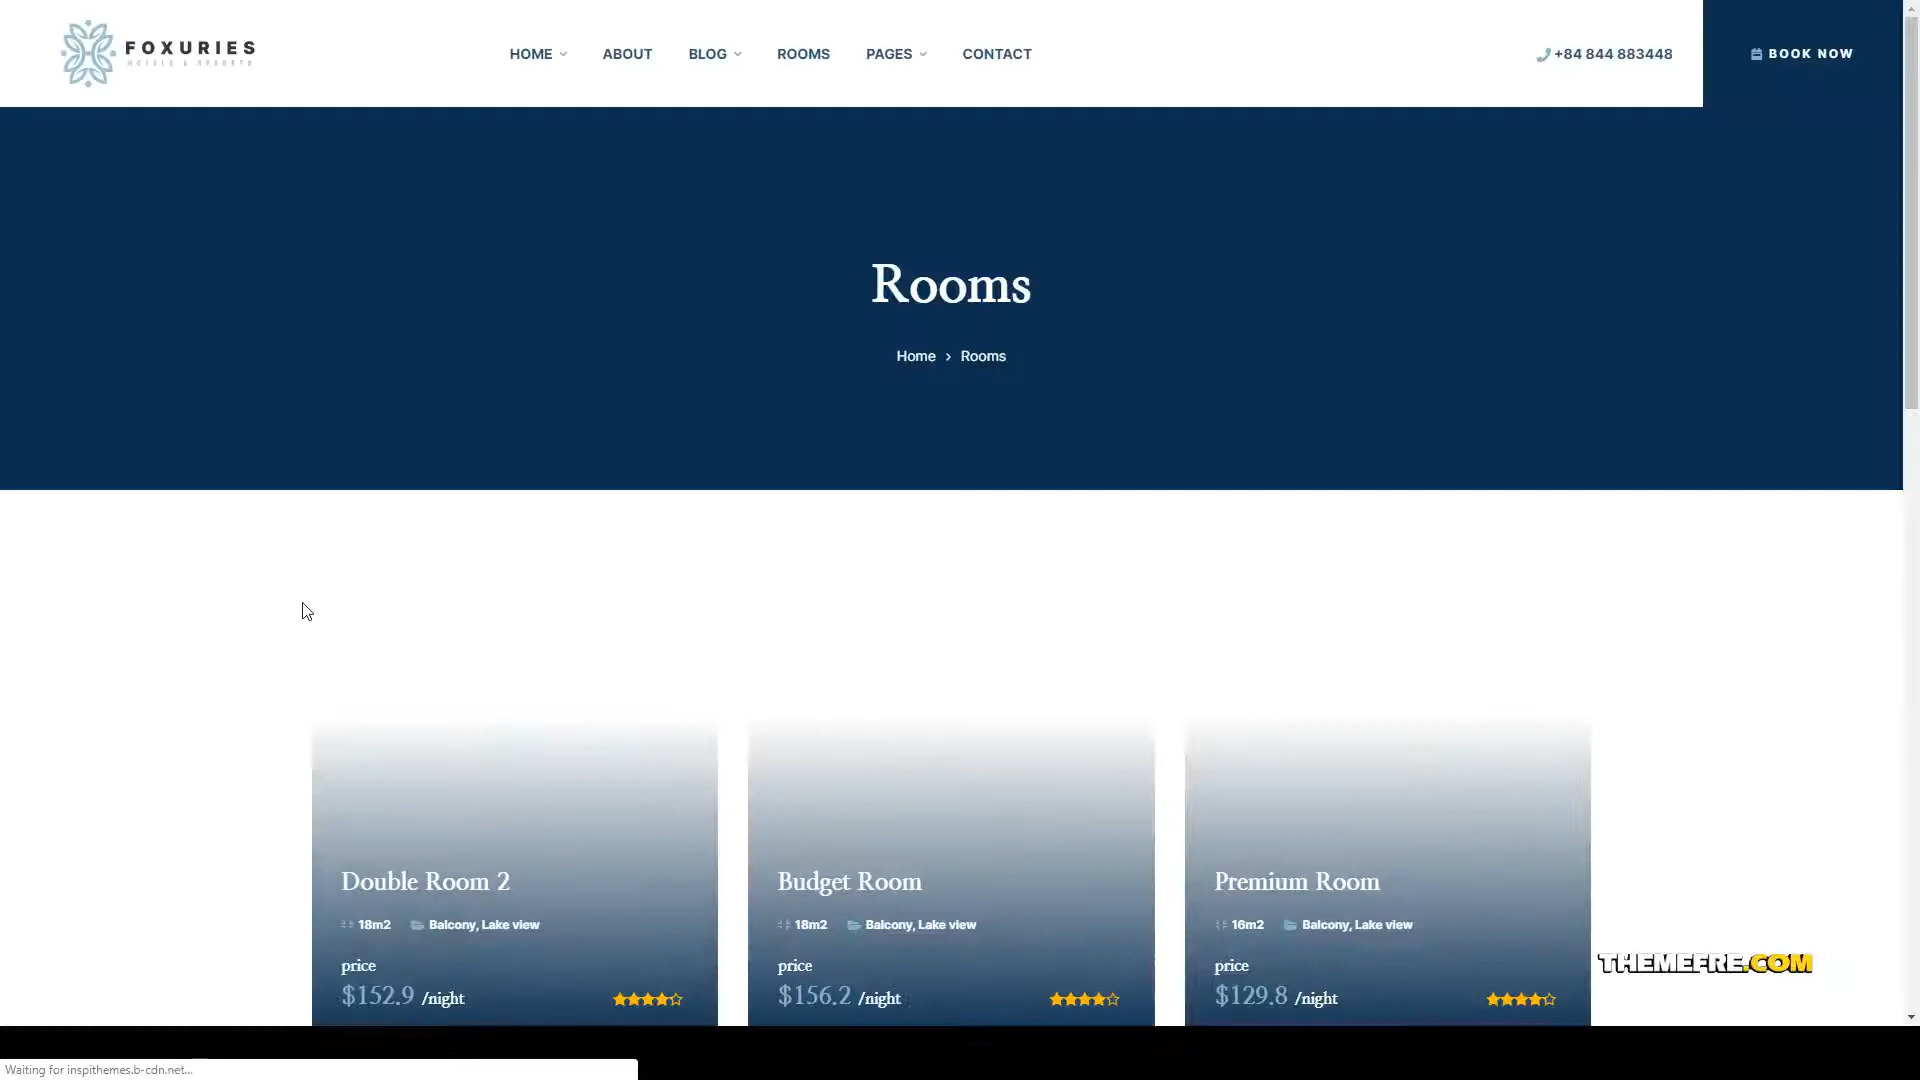 FOXURIES
HOTELS & RESORTS
HOME
ABOUT
BLOG
ROOMS
PAGES
CONTACT
+84 844 883448
BOOK NOW
Rooms
Home › Rooms
Double Room 2
18m2 Balcony, Lake view
price
$152.9 /night
Budget Room
18m2 Balcony, Lake view
price
$156.2 /night
Premium Room
16m2 Balcony, Lake view
price
$129.8 /night
THEMEFRE.COM
Waiting for inspithemes.b-cdn.net...